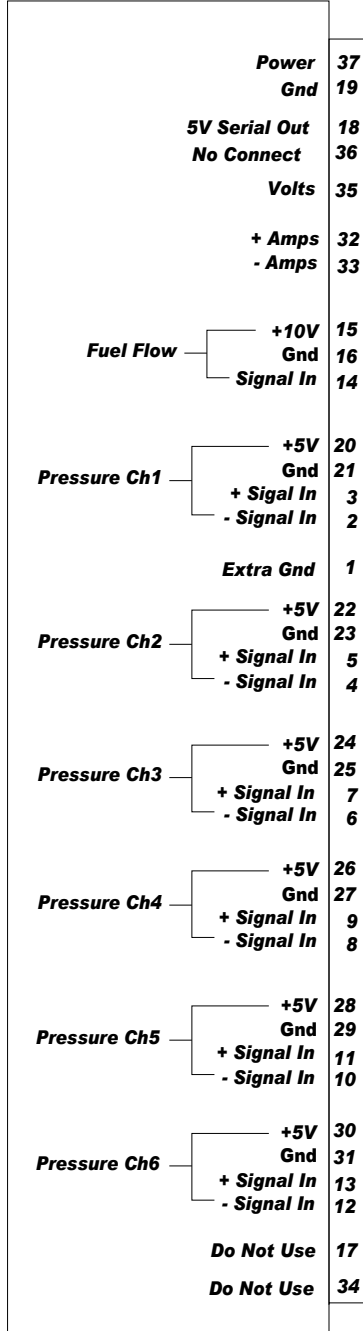 Power 37
Gnd 19
5V Serial Out 18
No Connect 36
Volts 35
+ Amps 32
- Amps 33
+10V 15
Fuel Flow Gnd 16
Signal In 14
+5V 20
Gnd 21
Pressure Ch1
+ Sigal In 3
- Signal In 2
Extra Gnd 1
+5V 22
Gnd 23
Pressure Ch2
+ Signal In 5
- Signal In 4
+5V 24
Gnd 25
Pressure Ch3
+ Signal In 7
- Signal In 6
+5V 26
Gnd 27
Pressure Ch4
+ Signal In 9
- Signal In 8
+5V 28
Gnd 29
Pressure Ch5
+ Signal In 11
- Signal In 10
+5V 30
Gnd 31
Pressure Ch6
+ Signal In 13
- Signal In 12
Do Not Use 17
Do Not Use 34